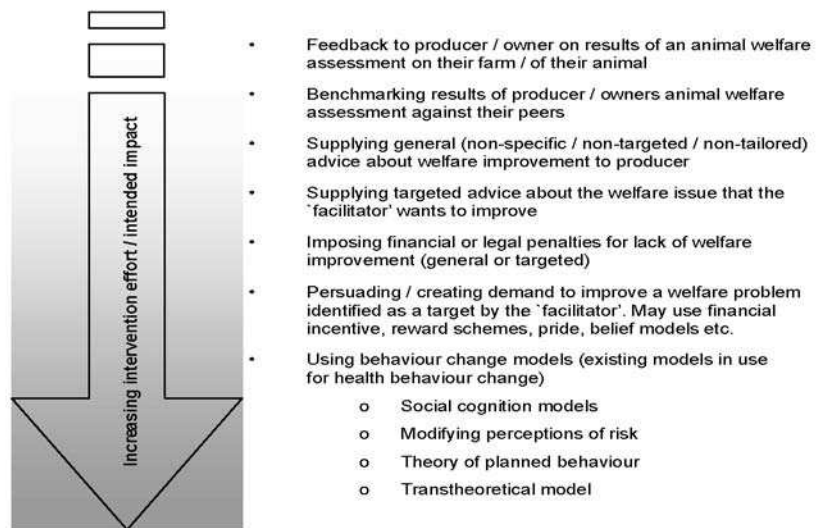 Increasing intervention effort / intended impact
• Feedback to producer / owner on results of an animal welfare
assessment on their farm / of their animal
• Benchmarking results of producer / owners animal welfare
assessment against their peers
• Supplying general (non-specific / non-targeted / non-tailored)
advice about welfare improvement to producer
• Supplying targeted advice about the welfare issue that the
`facilitator' wants to improve
• Imposing financial or legal penalties for lack of welfare
improvement (general or targeted)
• Persuading / creating demand to improve a welfare problem
identified as a target by the `facilitator'. May use financial
incentive, reward schemes, pride, belief models etc.
• Using behaviour change models (existing models in use
for health behaviour change)
o Social cognition models
o Modifying perceptions of risk
o Theory of planned behaviour
o Transtheoretical model